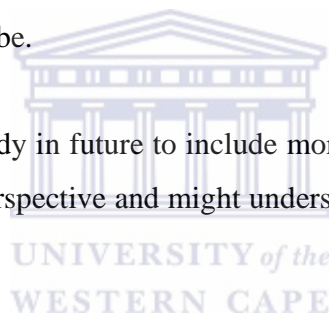 be.
dy in future to include mor
rspective and might unders
UNIVERSITY of the
WESTERN CAPE